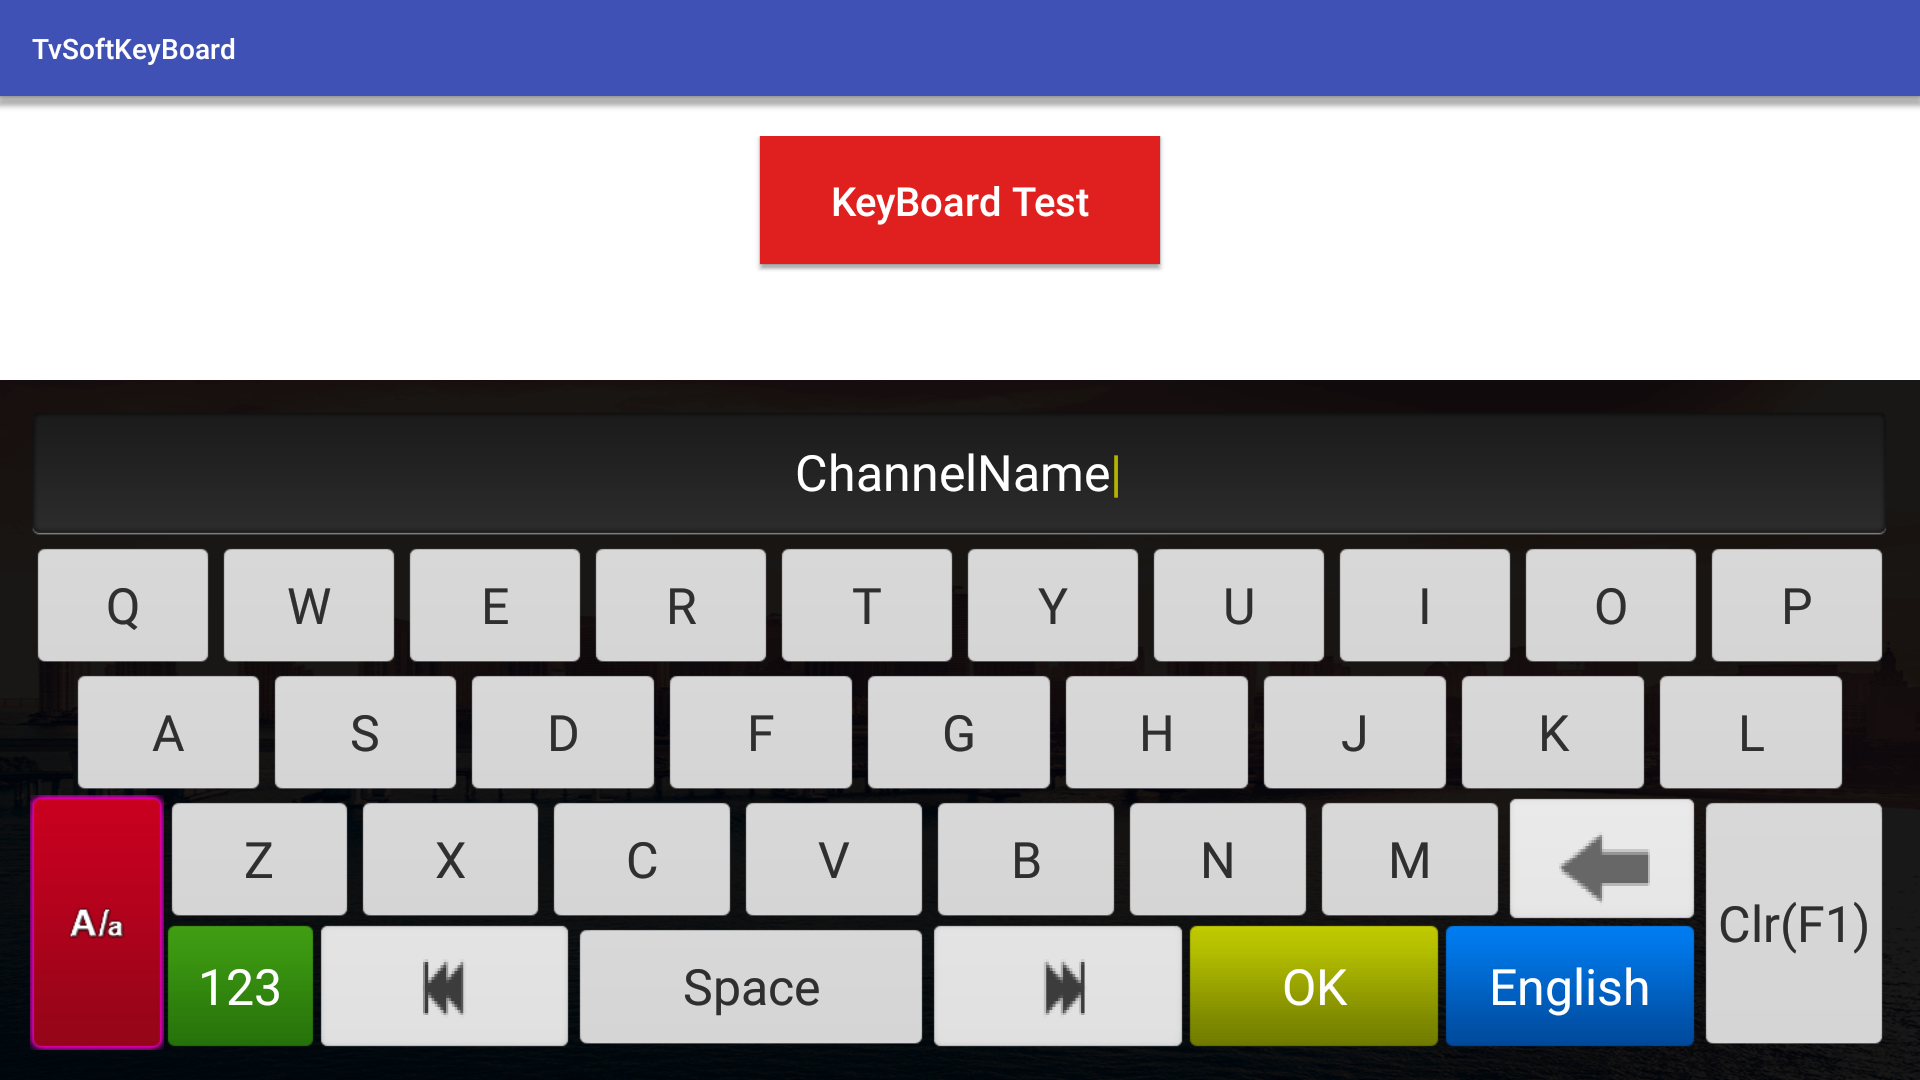 TvSoftKeyBoard
KeyBoard Test
ChannelName
Q W E R T Y U I O P
A S D F G H J K L
A/a Z X C V B N M Clr(F1)
123 Space OK English